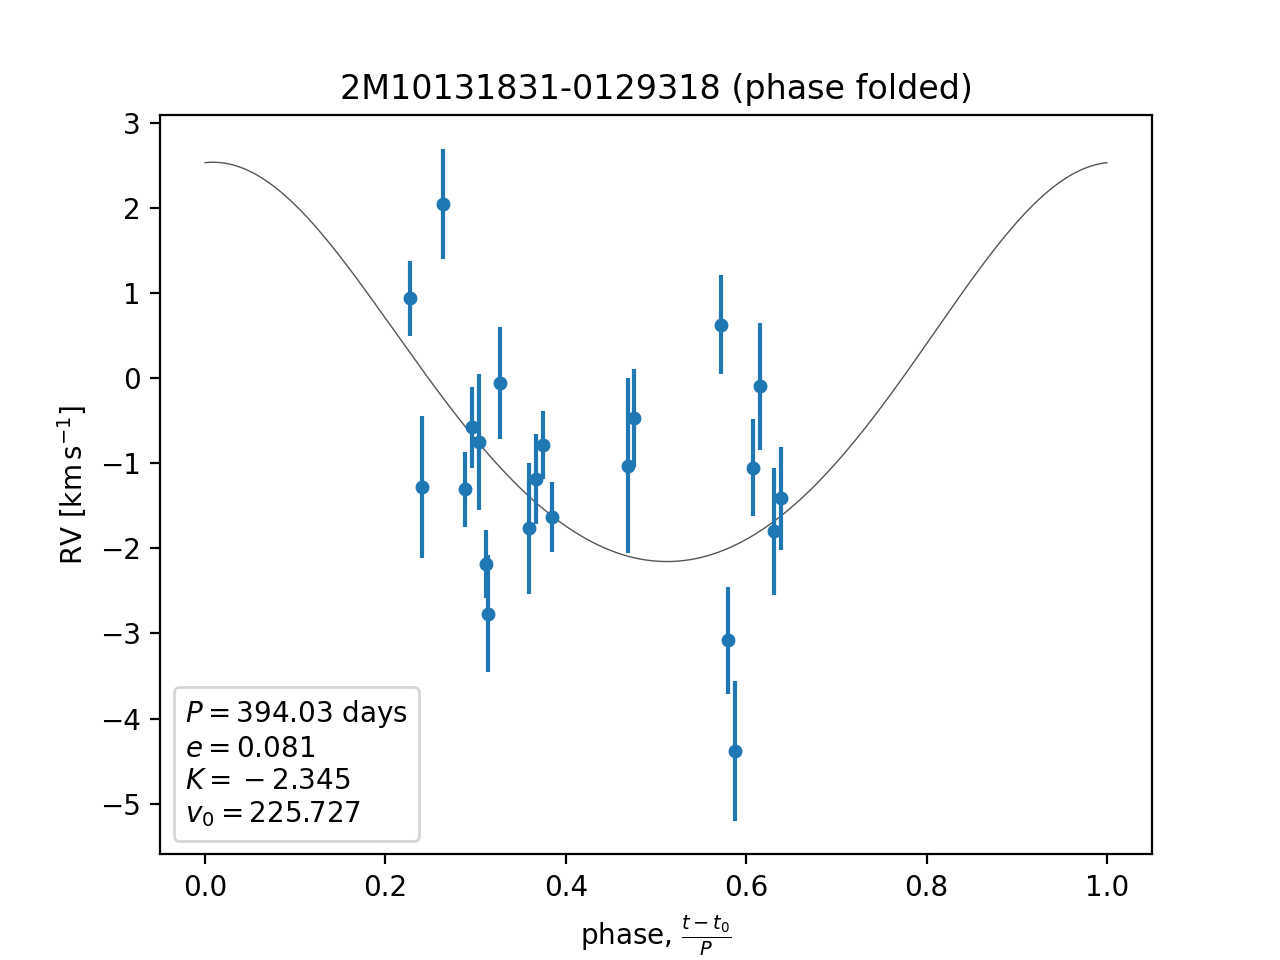 2M10131831-0129318 (phase folded)
RV [km s⁻¹]
3
2
1
0
−1
−2
−3
−4
−5
P = 394.03 days
e = 0.081
K = −2.345
v₀ = 225.727
0.0 0.2 0.4 0.6 0.8 1.0
phase, (t − t₀)/P